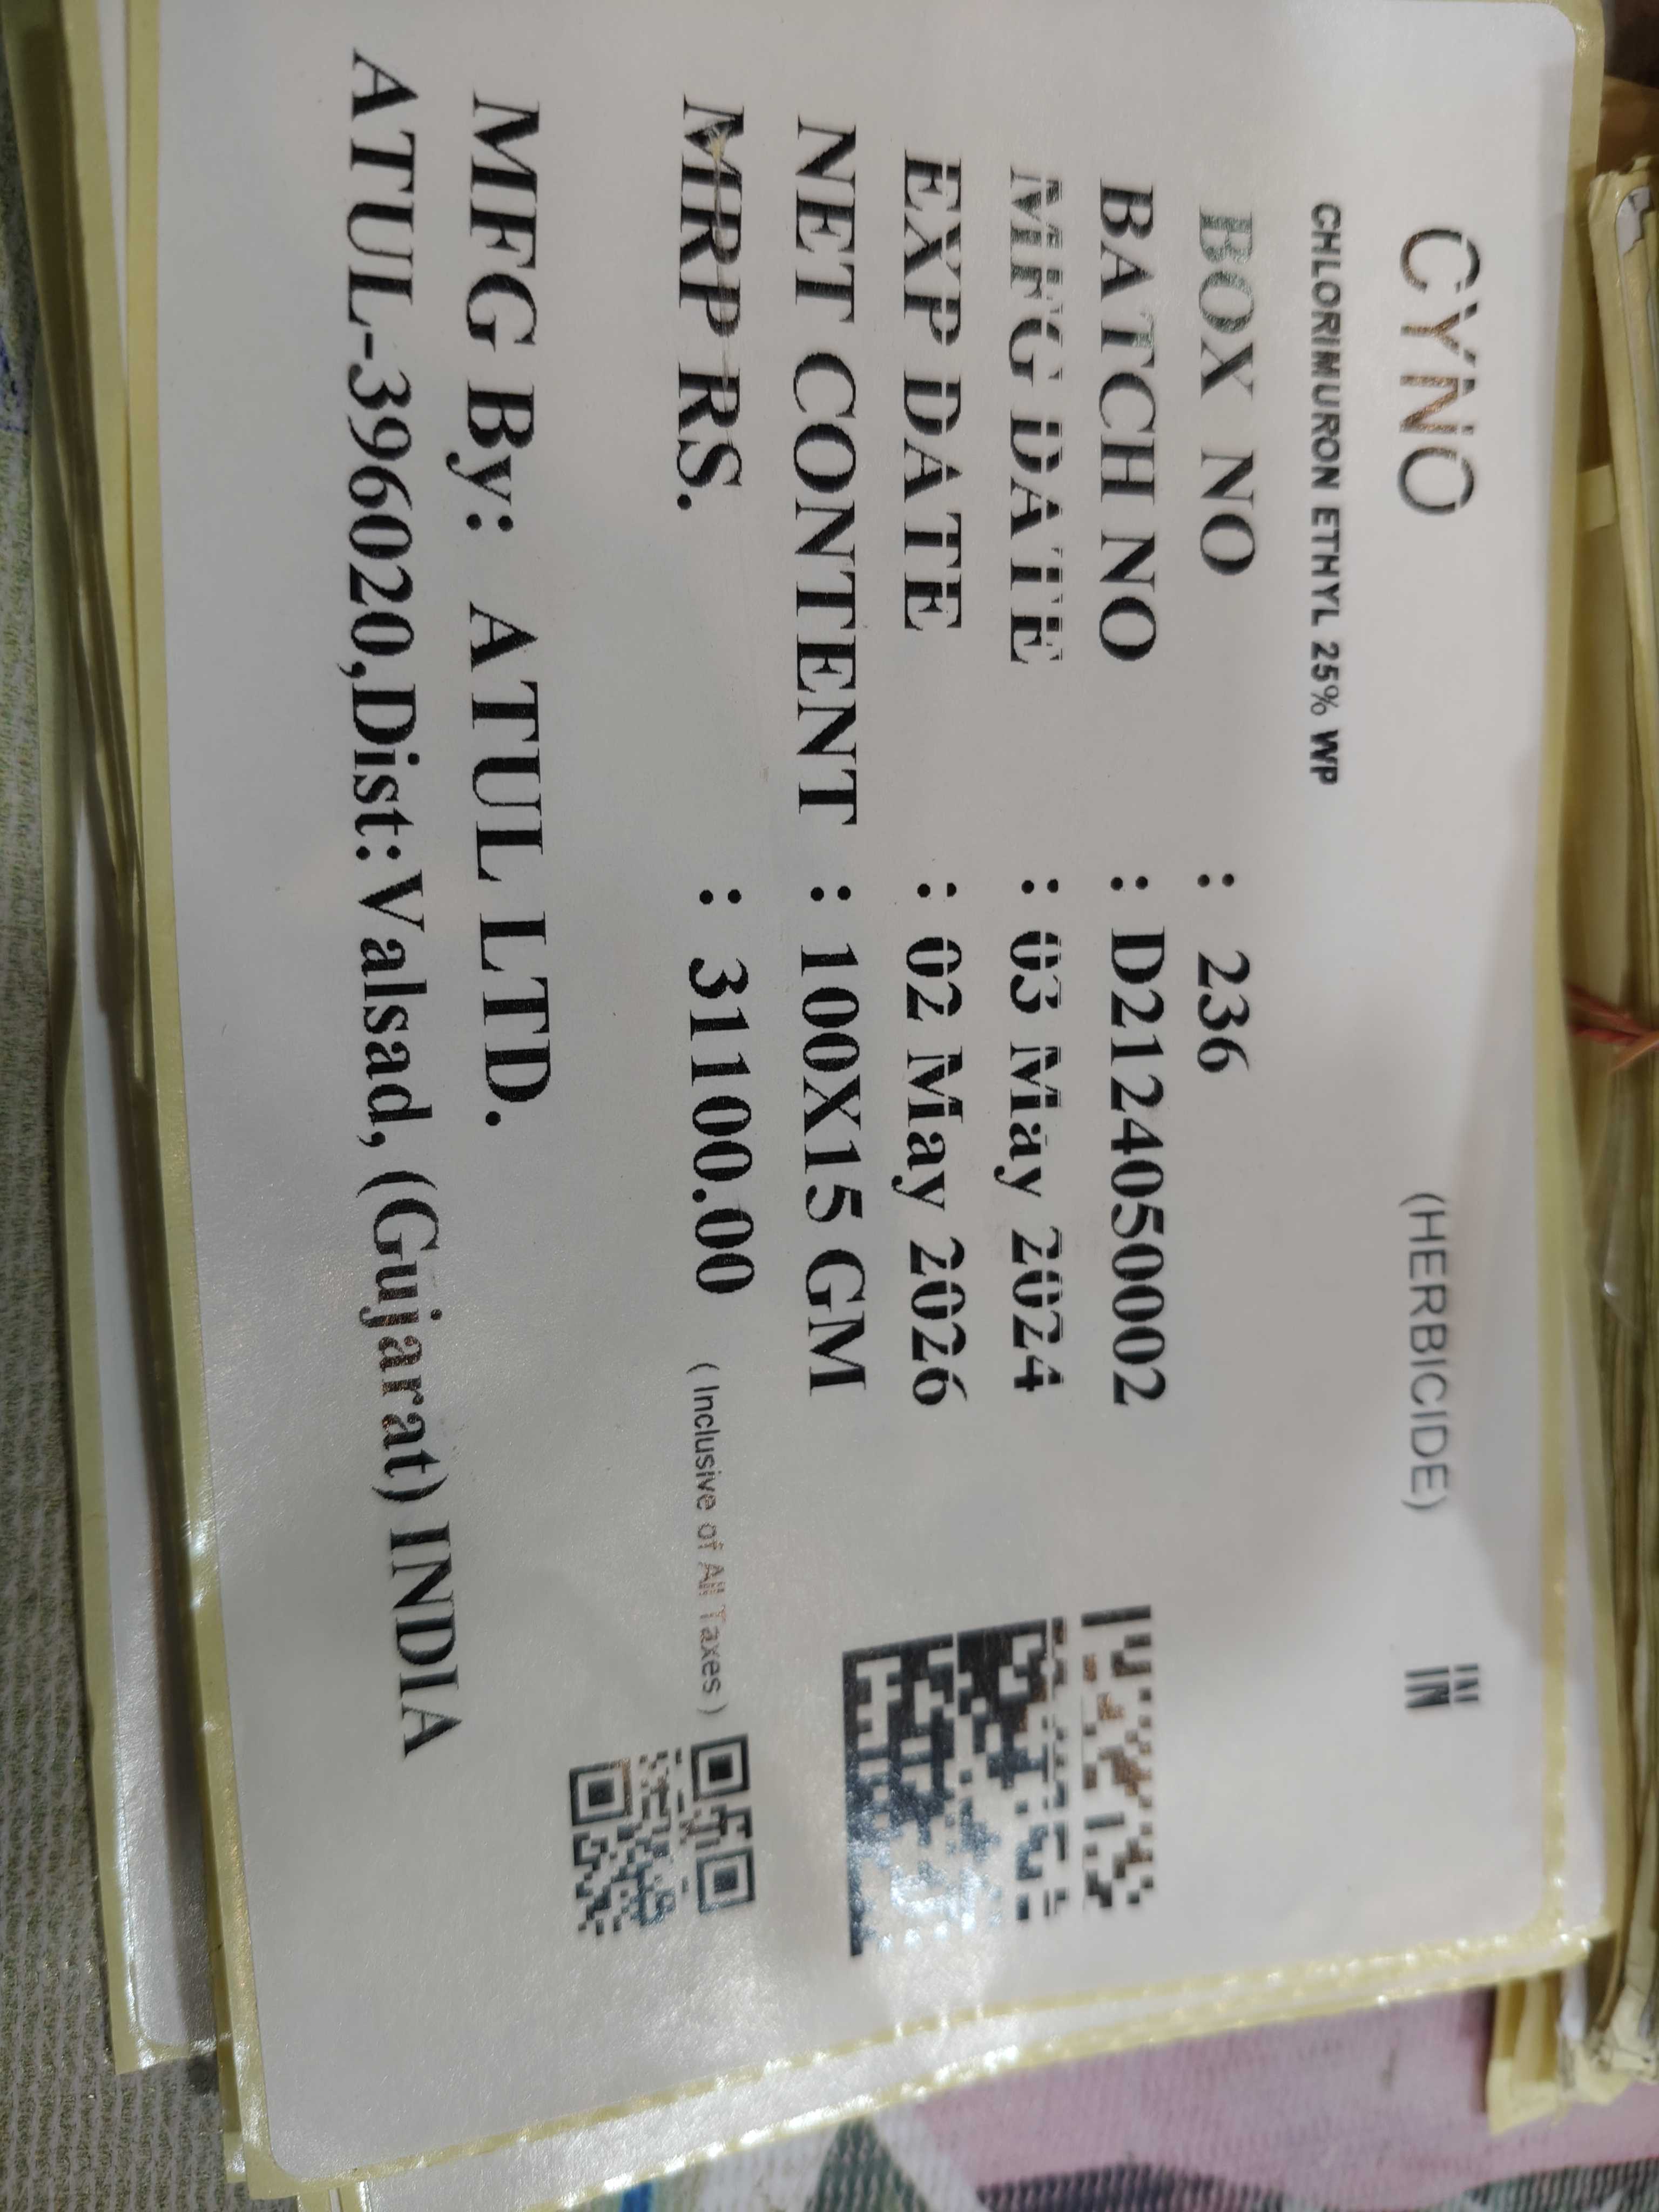 CYNO (HERBICIDE) IN
CHLORIMURON ETHYL 25% WP
BOX NO : 236
BATCH NO : D2124050002
MFG DATE : 03 May 2024
EXP DATE : 02 May 2026
NET CONTENT : 100X15 GM
MRP RS. : 31100.00 ( Inclusive of All Taxes )
MFG By: ATUL LTD.
ATUL-396020,Dist:Valsad, (Gujarat) INDIA